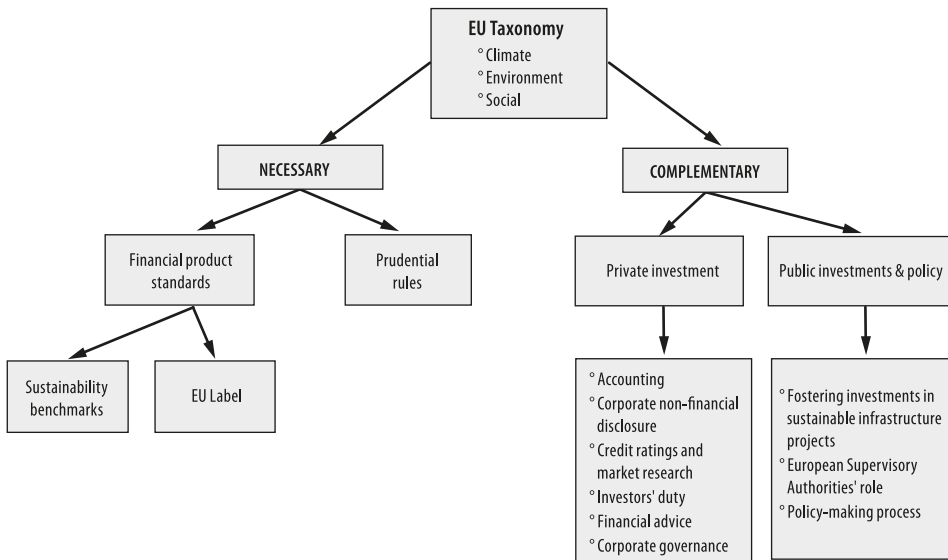 EU Taxonomy
° Climate
° Environment
° Social
NECESSARY
COMPLEMENTARY
Financial product
standards
Prudential
rules
Private investment
Public investments & policy
Sustainability
benchmarks
EU Label
° Accounting
° Corporate non-financial
disclosure
° Credit ratings and
market research
° Investors' duty
° Financial advice
° Corporate governance
° Fostering investments in
sustainable infrastructure
projects
° European Supervisory
Authorities' role
° Policy-making process